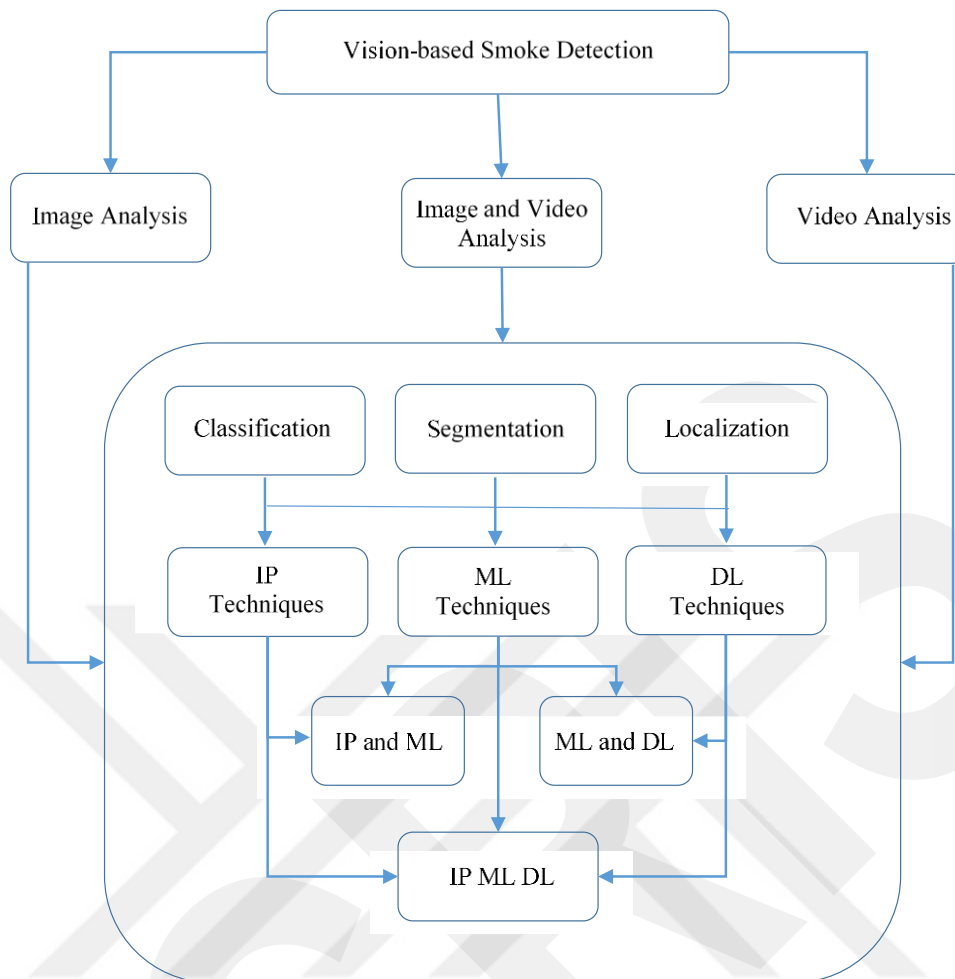 Vision-based Smoke Detection
Image Analysis
Image and Video
Analysis
Video Analysis
Classification
Segmentation
Localization
IP
Techniques
ML
Techniques
DL
Techniques
IP and ML
ML and DL
IP ML DL